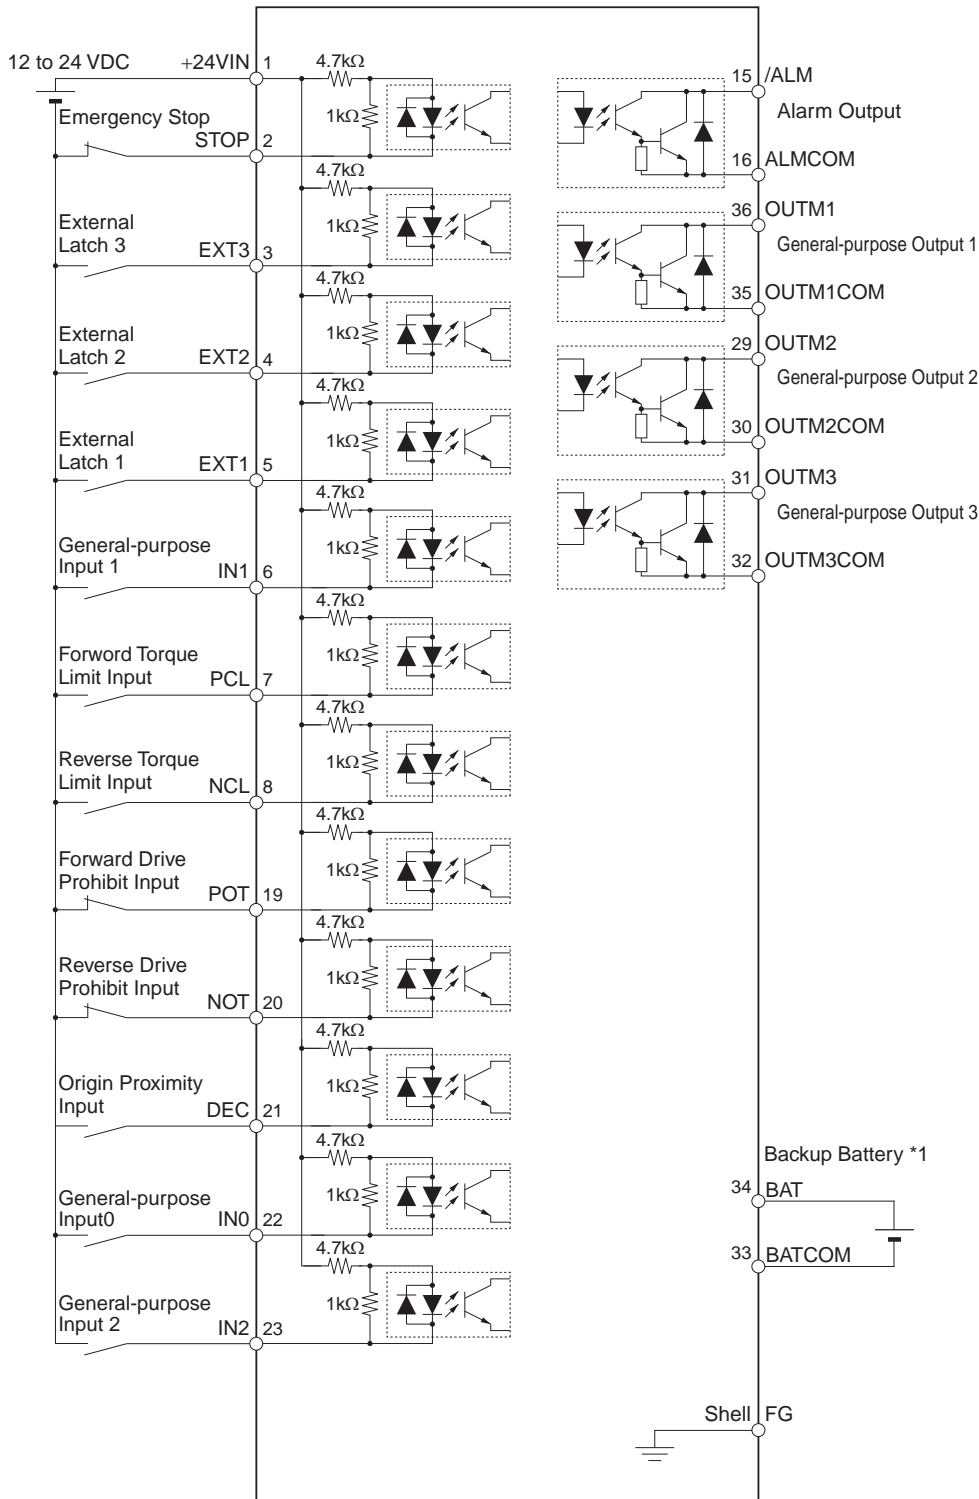 12 to 24 VDC
+24VIN 1
4.7kΩ
1kΩ
Emergency Stop
STOP 2
4.7kΩ
1kΩ
External
Latch 3
EXT3 3
4.7kΩ
1kΩ
External
Latch 2
EXT2 4
4.7kΩ
1kΩ
External
Latch 1
EXT1 5
4.7kΩ
1kΩ
General-purpose
Input 1
IN1 6
4.7kΩ
1kΩ
Forword Torque
Limit Input
PCL 7
4.7kΩ
1kΩ
Reverse Torque
Limit Input
NCL 8
4.7kΩ
1kΩ
Forward Drive
Prohibit Input
POT 19
4.7kΩ
1kΩ
Reverse Drive
Prohibit Input
NOT 20
4.7kΩ
1kΩ
Origin Proximity
Input
DEC 21
4.7kΩ
1kΩ
General-purpose
Input0
IN0 22
4.7kΩ
1kΩ
General-purpose
Input 2
IN2 23
15 /ALM
Alarm Output
16 ALMCOM
36 OUTM1
General-purpose Output 1
35 OUTM1COM
29 OUTM2
General-purpose Output 2
30 OUTM2COM
31 OUTM3
General-purpose Output 3
32 OUTM3COM
Backup Battery *1
34 BAT
33 BATCOM
Shell FG